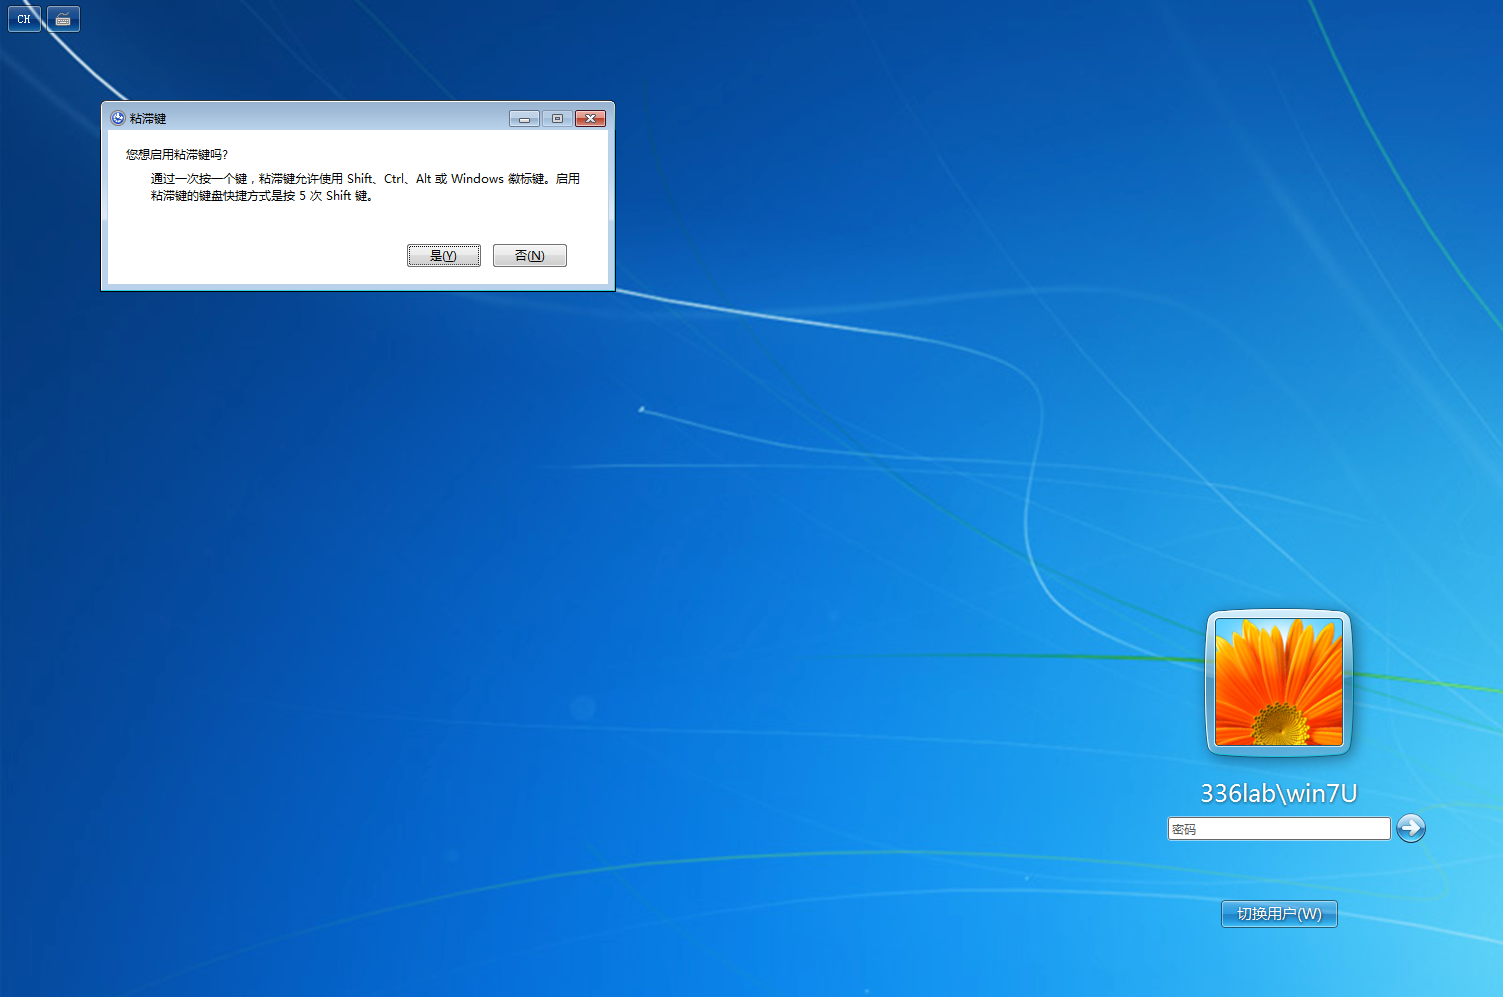 CH
粘滞键
您想启用粘滞键吗?
通过一次按一个键，粘滞键允许使用 Shift、Ctrl、Alt 或 Windows 徽标键。启用
粘滞键的键盘快捷方式是按 5 次 Shift 键。
是(Y)
否(N)
336lab\win7U
密码
切换用户(W)